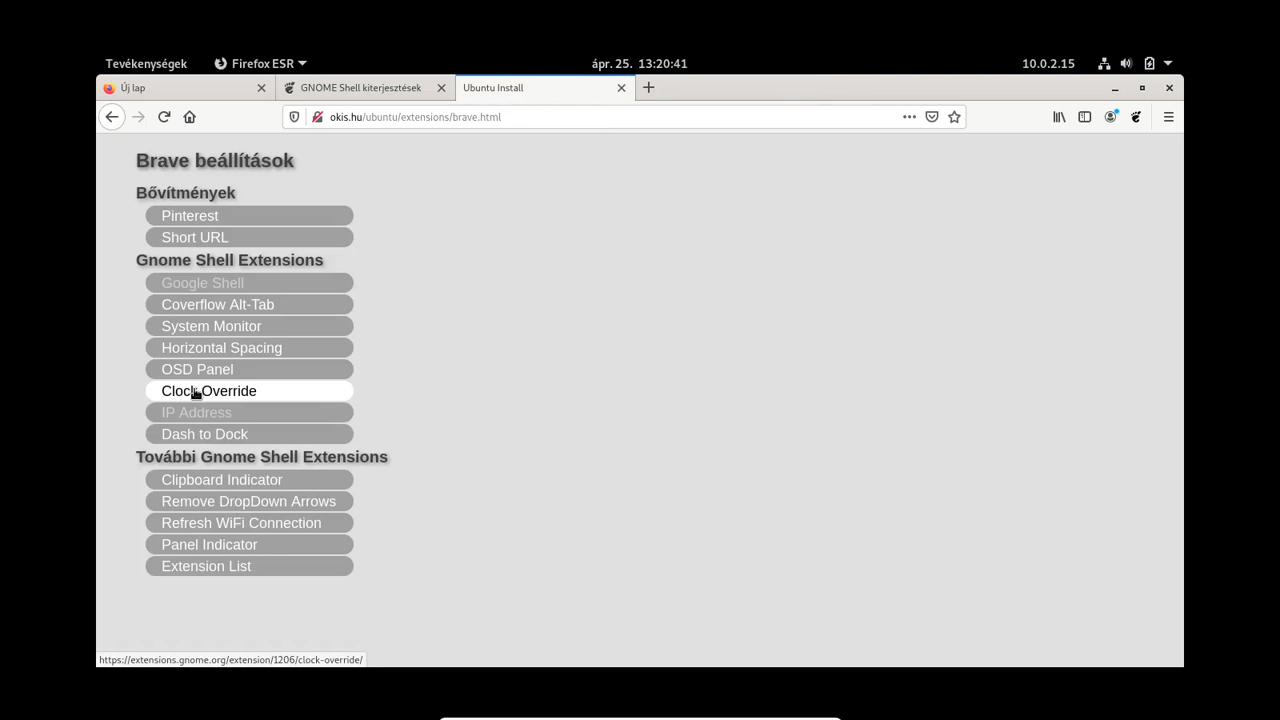 Tevékenységek Firefox ESR ápr. 25. 13:20:41 10.0.2.15
Új lap GNOME Shell kiterjesztések Ubuntu Install
okis.hu/ubuntu/extensions/brave.html
Brave beállítások
Bővítmények
Pinterest
Short URL
Gnome Shell Extensions
Google Shell
Coverflow Alt-Tab
System Monitor
Horizontal Spacing
OSD Panel
Clock Override
IP Address
Dash to Dock
További Gnome Shell Extensions
Clipboard Indicator
Remove DropDown Arrows
Refresh WiFi Connection
Panel Indicator
Extension List
https://extensions.gnome.org/extension/1206/clock-override/